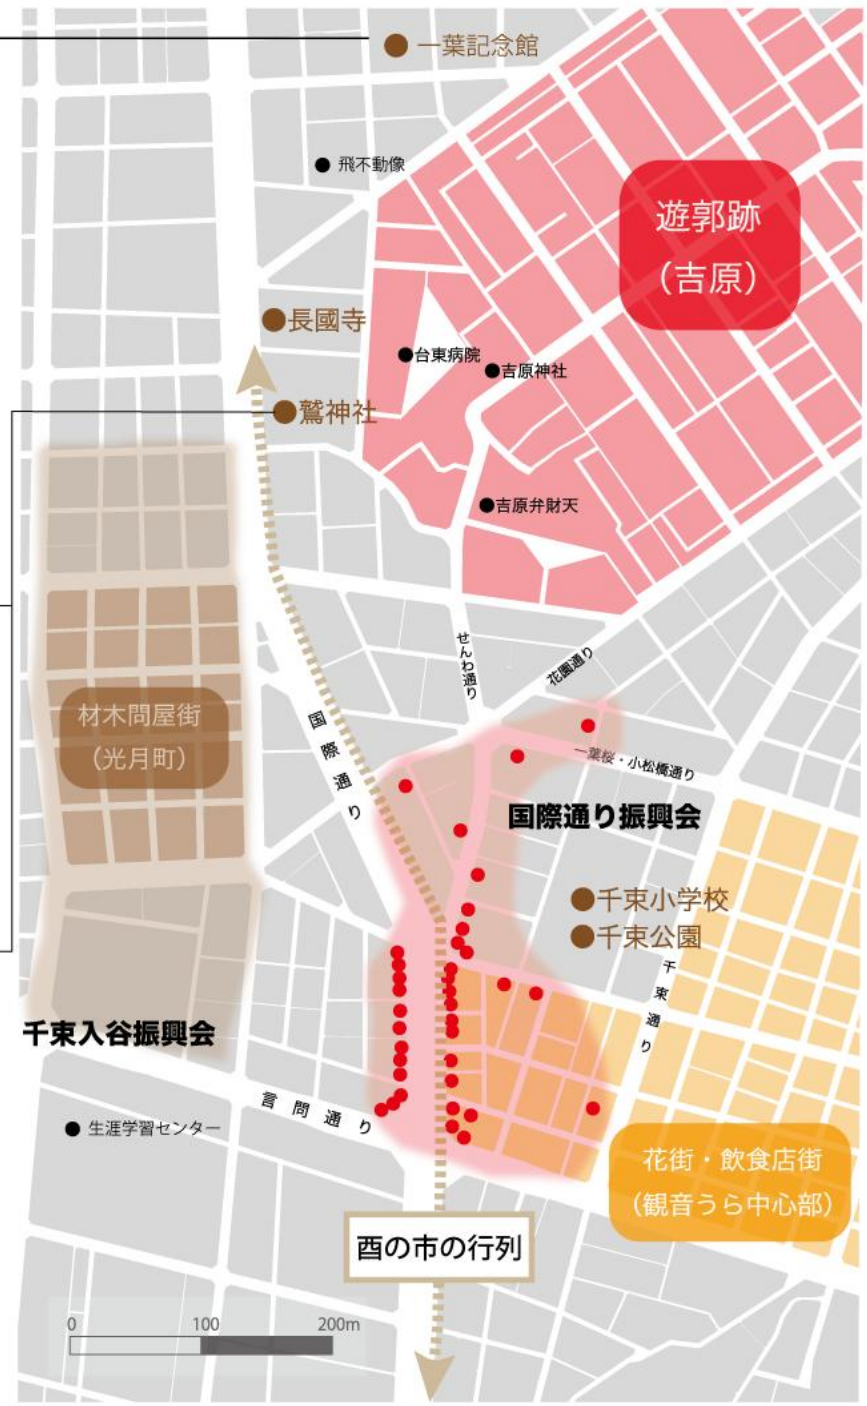 一葉記念館
飛不動像
遊郭跡
（吉原）
長國寺
台東病院
吉原神社
鷲神社
吉原弁財天
せんわ通り
花園通り
材木問屋街
（光月町）
国際通り
一葉桜・小松橋通り
国際通り振興会
千束小学校
千束公園
千束通り
千束入谷振興会
言問通り
生涯学習センター
花街・飲食店街
（観音うら中心部）
酉の市の行列
0 100 200m